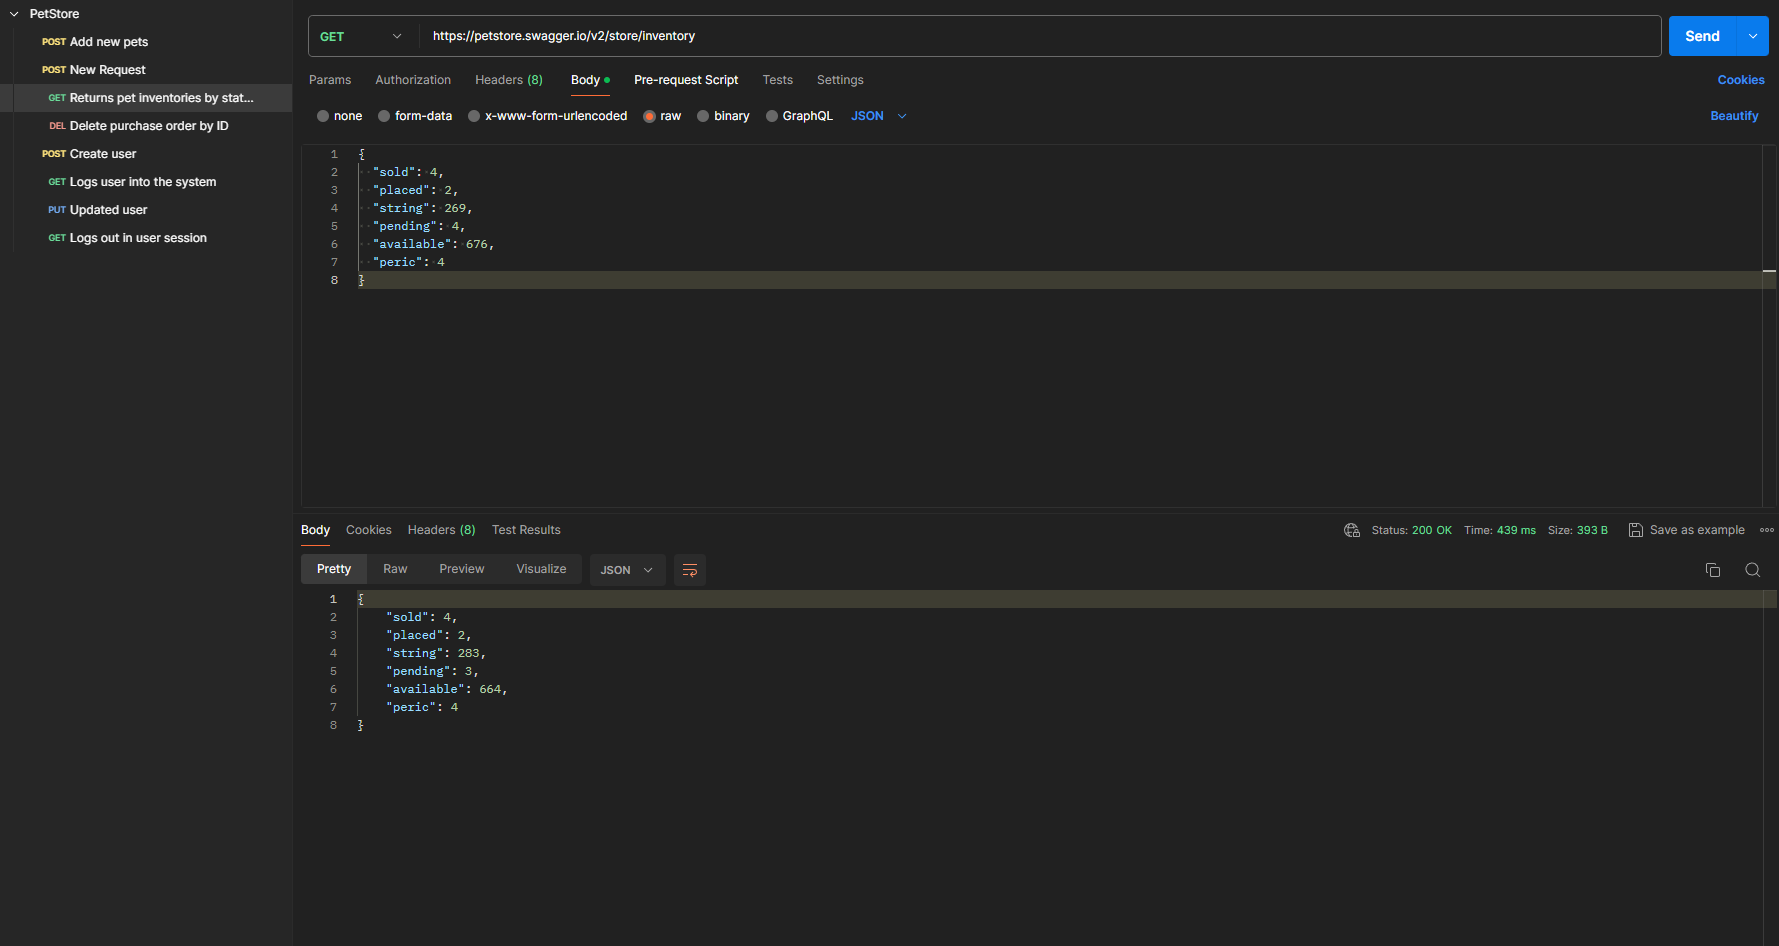 PetStore
POST Add new pets
POST New Request
GET Returns pet inventories by stat...
DEL Delete purchase order by ID
POST Create user
GET Logs user into the system
PUT Updated user
GET Logs out in user session
GET https://petstore.swagger.io/v2/store/inventory Send
Params Authorization Headers (8) Body Pre-request Script Tests Settings Cookies
none form-data x-www-form-urlencoded raw binary GraphQL JSON Beautify
1 {
2 "sold": 4,
3 "placed": 2,
4 "string": 269,
5 "pending": 4,
6 "available": 676,
7 "peric": 4
8 }
Body Cookies Headers (8) Test Results Status: 200 OK Time: 439 ms Size: 393 B Save as example
Pretty Raw Preview Visualize JSON
1 {
2 "sold": 4,
3 "placed": 2,
4 "string": 283,
5 "pending": 3,
6 "available": 664,
7 "peric": 4
8 }